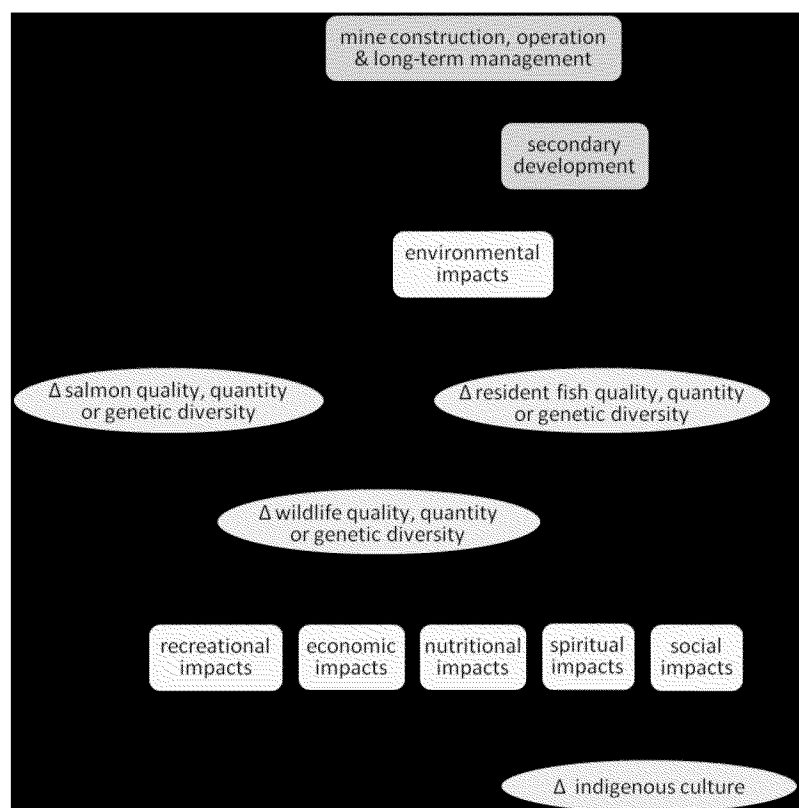 mine construction, operation
& long-term management
secondary
development
environmental
impacts
Δ salmon quality, quantity
or genetic diversity
Δ resident fish quality, quantity
or genetic diversity
Δ wildlife quality, quantity
or genetic diversity
recreational
impacts
economic
impacts
nutritional
impacts
spiritual
impacts
social
impacts
Δ indigenous culture